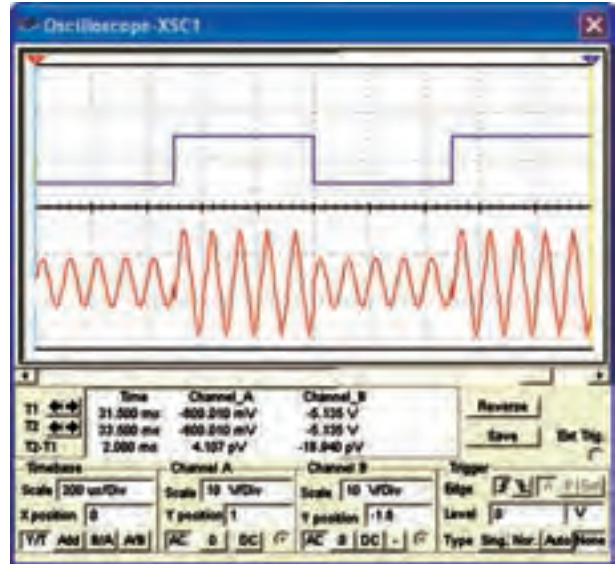 Oscilloscope-XSC1
Time Channel_A Channel_B
T1 31.500 ms -600.010 mV -5.135 V
T2 33.500 ms -600.010 mV -5.135 V
T2-T1 2.000 ms 4.107 pV -18.940 pV
Reverse
Save Ext Trig.
Timebase Channel A Channel B Trigger
Scale 200 us/Div Scale 10 V/Div Scale 10 V/Div Edge A B Ext
X position 0 Y position 1 Y position -1.6 Level 0 V
Y/T Add B/A A/B AC 0 DC AC 0 DC - Type Sing. Nor. Auto None